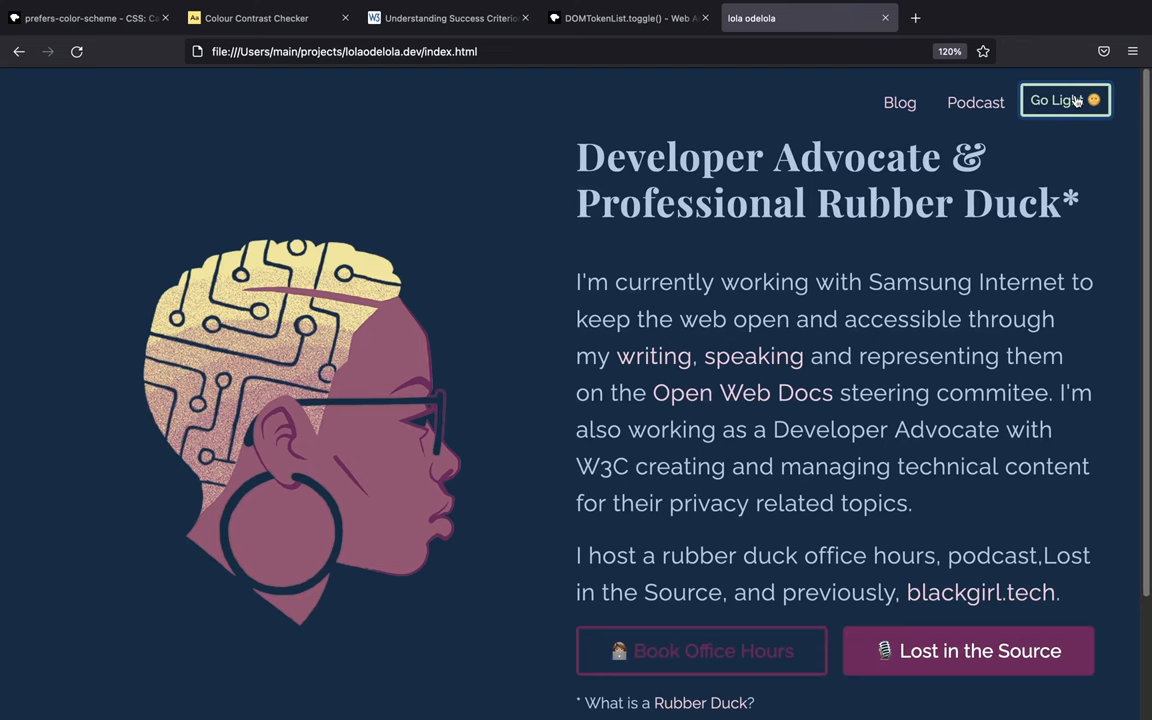 prefers-color-scheme - CSS: Ca
Colour Contrast Checker
Understanding Success Criterio
DOMTokenList.toggle() - Web A
lola odelola
file:///Users/main/projects/lolaodelola.dev/index.html
120%
Blog
Podcast
Go Light
Developer Advocate &
Professional Rubber Duck*
I'm currently working with Samsung Internet to
keep the web open and accessible through
my writing, speaking and representing them
on the Open Web Docs steering commitee. I'm
also working as a Developer Advocate with
W3C creating and managing technical content
for their privacy related topics.
I host a rubber duck office hours, podcast,Lost
in the Source, and previously, blackgirl.tech.
Book Office Hours
Lost in the Source
* What is a Rubber Duck?